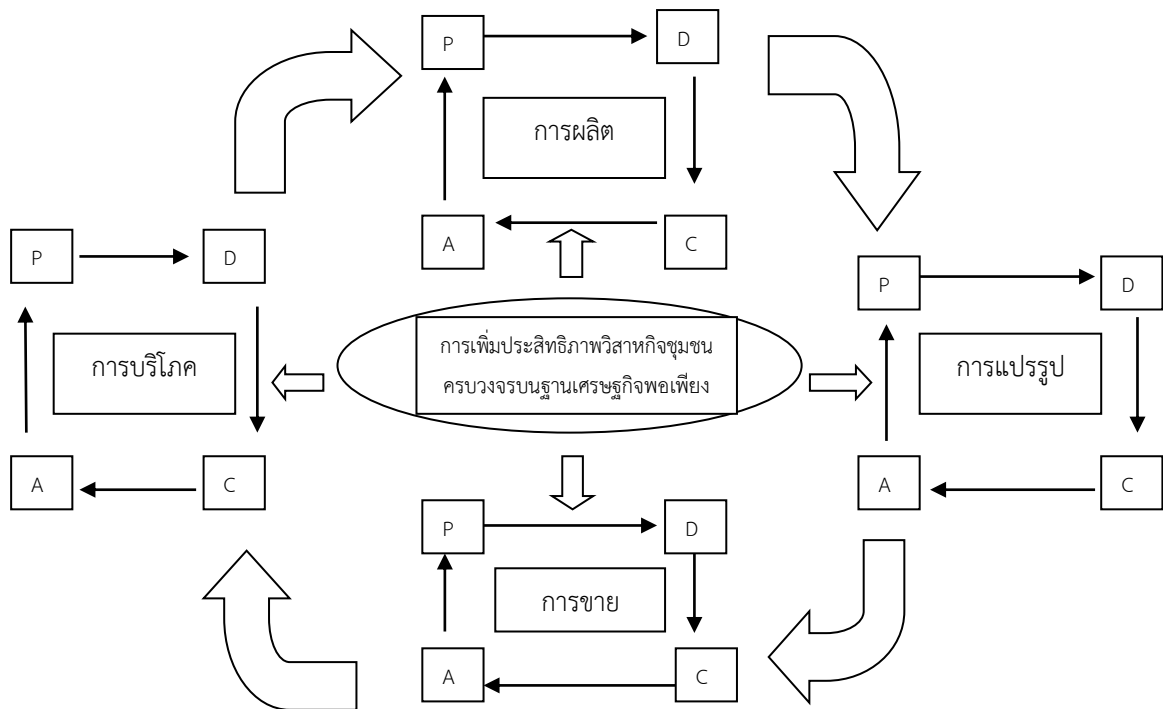 P
D
การผลิต
A
C
P
D
การบริโภค
A
C
การเพิ่มประสิทธิภาพวิสาหกิจชุมชน
ครบวงจรบนฐานเศรษฐกิจพอเพียง
P
D
การแปรรูป
A
C
P
D
การขาย
A
C